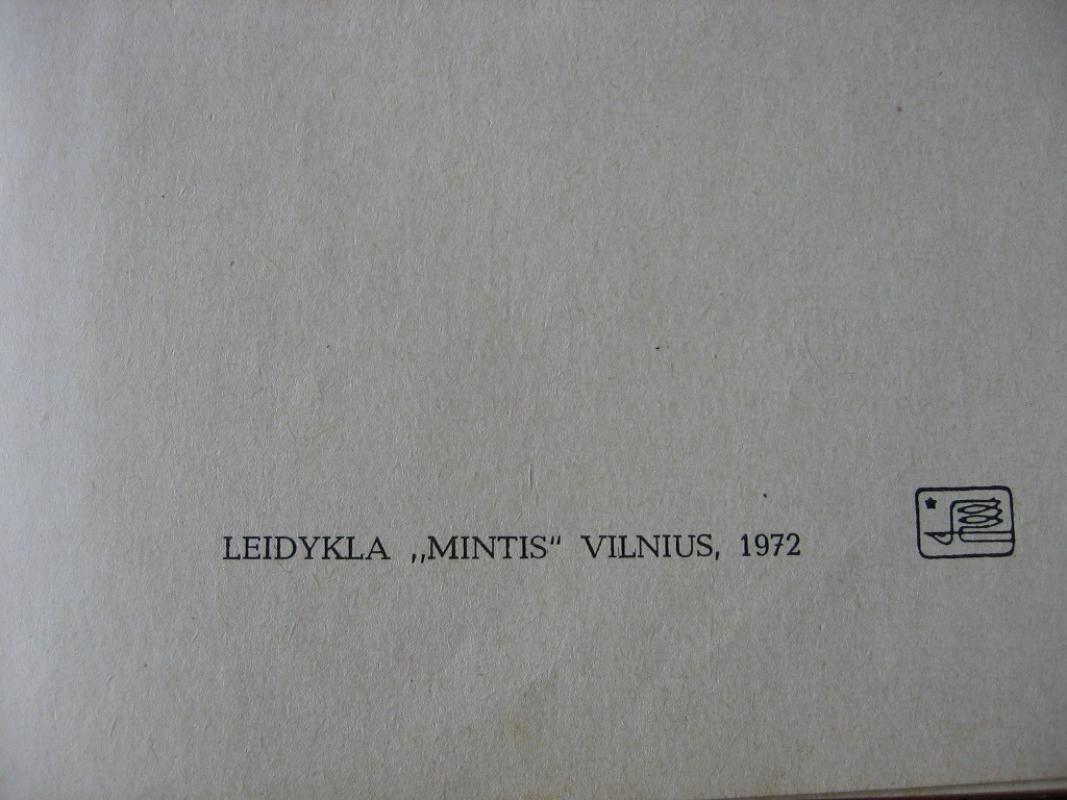 LEIDYKLA ,,MINTIS“ VILNIUS, 1972